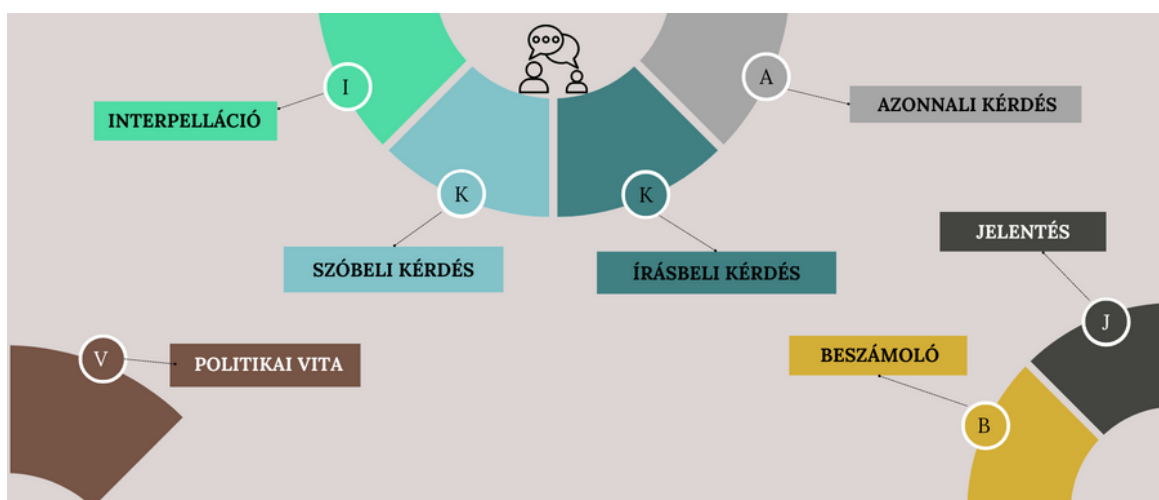 A
I
AZONNALI KÉRDÉS
INTERPELLÁCIÓ
K
K
JELENTÉS
SZÓBELI KÉRDÉS
ÍRÁSBELI KÉRDÉS
J
V
POLITIKAI VITA
BESZÁMOLÓ
B